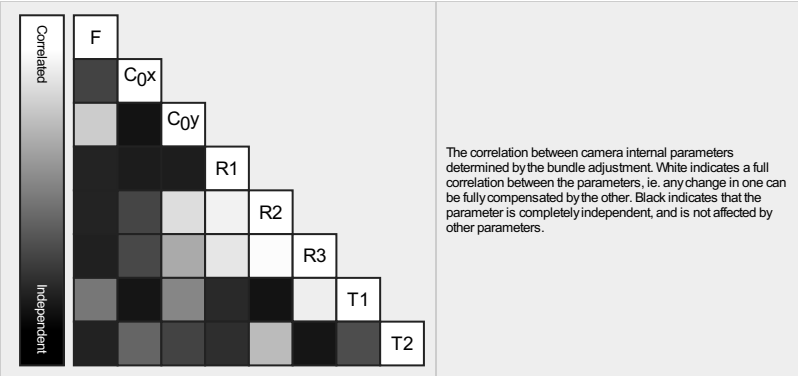 Correlated
Independent
F
C0x
C0y
R1
R2
R3
T1
T2
The correlation between camera internal parameters
determined by the bundle adjustment. White indicates a full
correlation between the parameters, ie. any change in one can
be fully compensated by the other. Black indicates that the
parameter is completely independent, and is not affected by
other parameters.